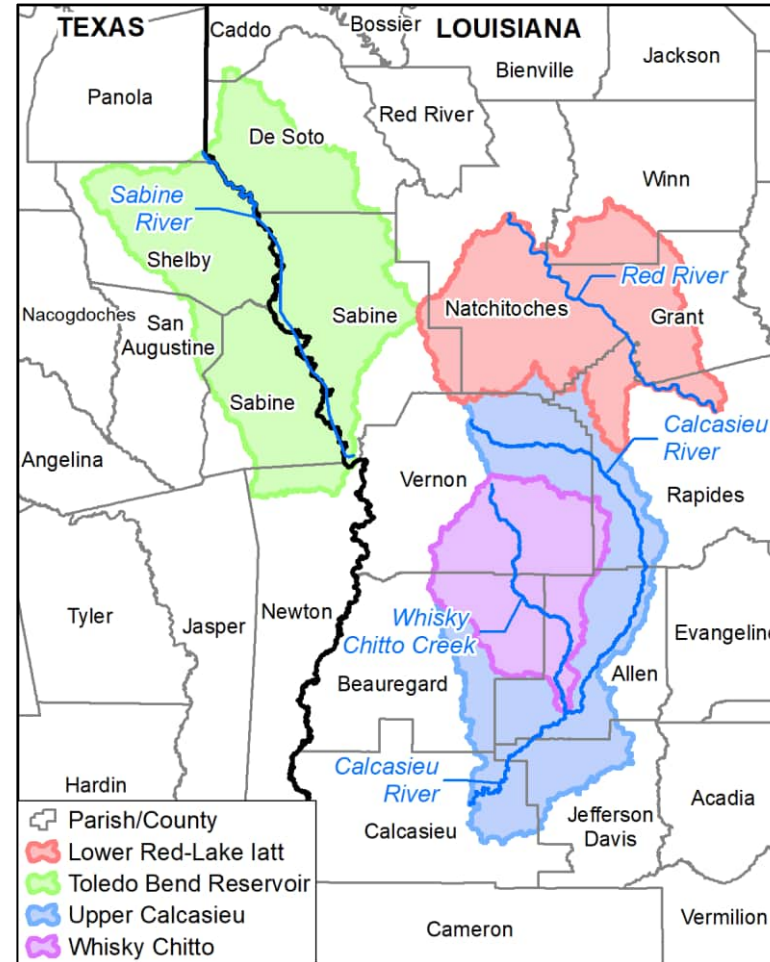 TEXAS
Caddo
Bossier
LOUISIANA
Bienville
Jackson
Panola
Red River
De Soto
Winn
Sabine
River
Red River
Shelby
Natchitoches
Grant
Nacogdoches
San
Augustine
Sabine
Sabine
Calcasieu
River
Angelina
Vernon
Rapides
Tyler
Jasper
Newton
Whisky
Chitto Creek
Evangeline
Allen
Beauregard
Calcasieu
River
Hardin
Acadia
Calcasieu
Jefferson
Davis
Cameron
Vermilion
Parish/County
Lower Red-Lake Iatt
Toledo Bend Reservoir
Upper Calcasieu
Whisky Chitto